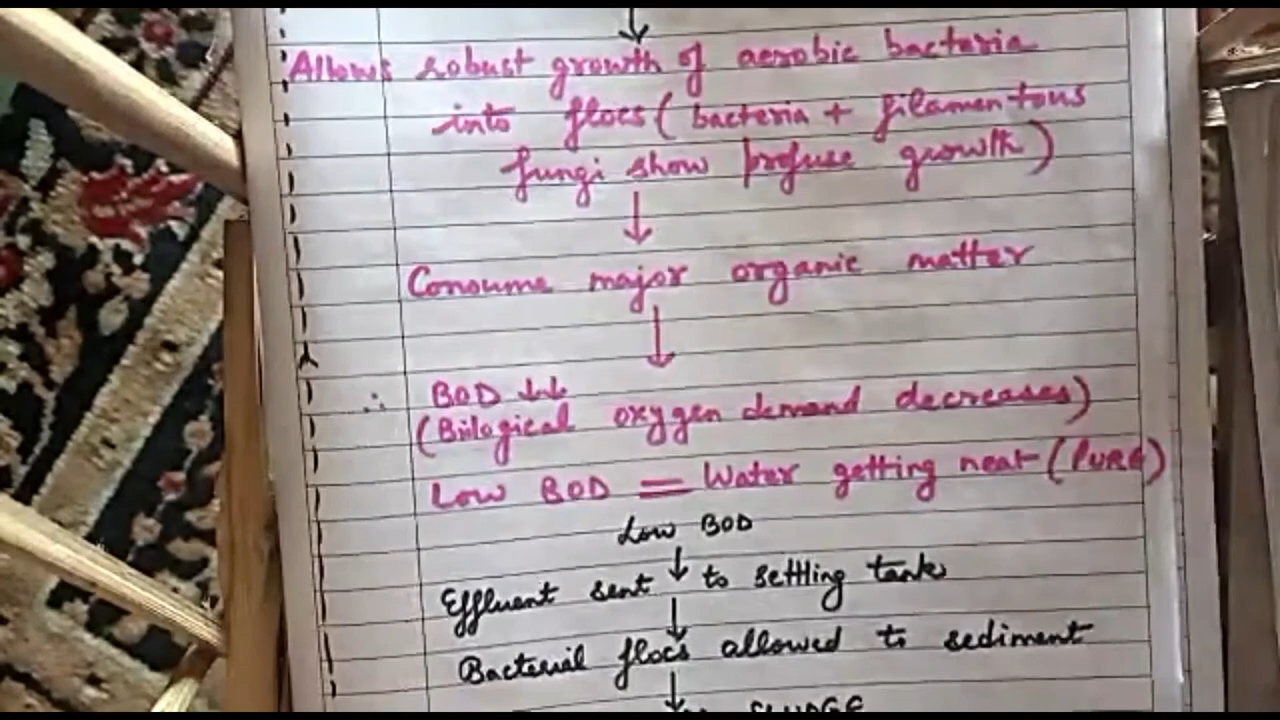 Allows robust growth of aerobic bacteria
into flocs (bacteria + filamentous
fungi show profuse growth)
↓
Consume major organic matter
↓
∴ BOD ↓↓↓
(Biological oxygen demand decreases)
Low BOD = Water getting neat (PURE)
Low BOD
↓
Effluent sent to settling tank
↓
Bacterial flocs allowed to sediment
↓
SLUDGE